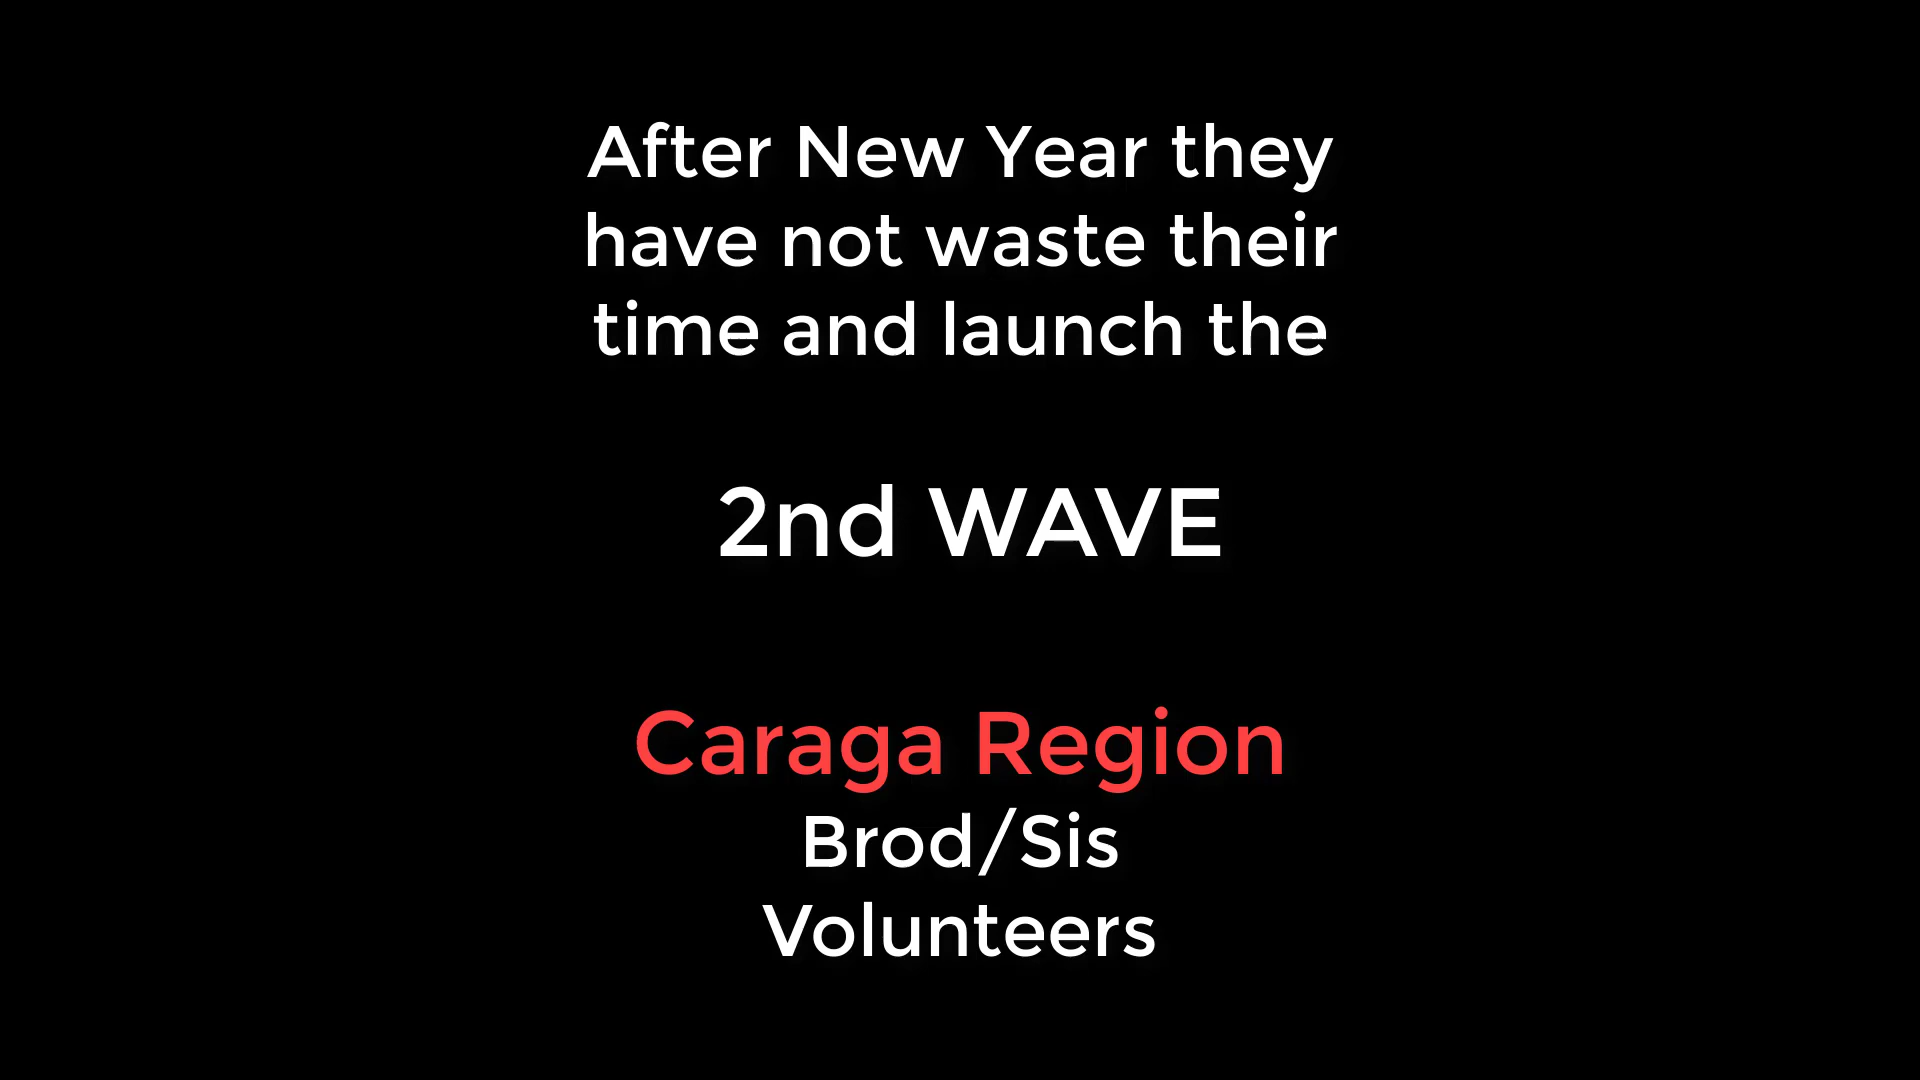 After New Year they
have not waste their
time and launch the
2nd WAVE
Caraga Region
Brod/Sis
Volunteers